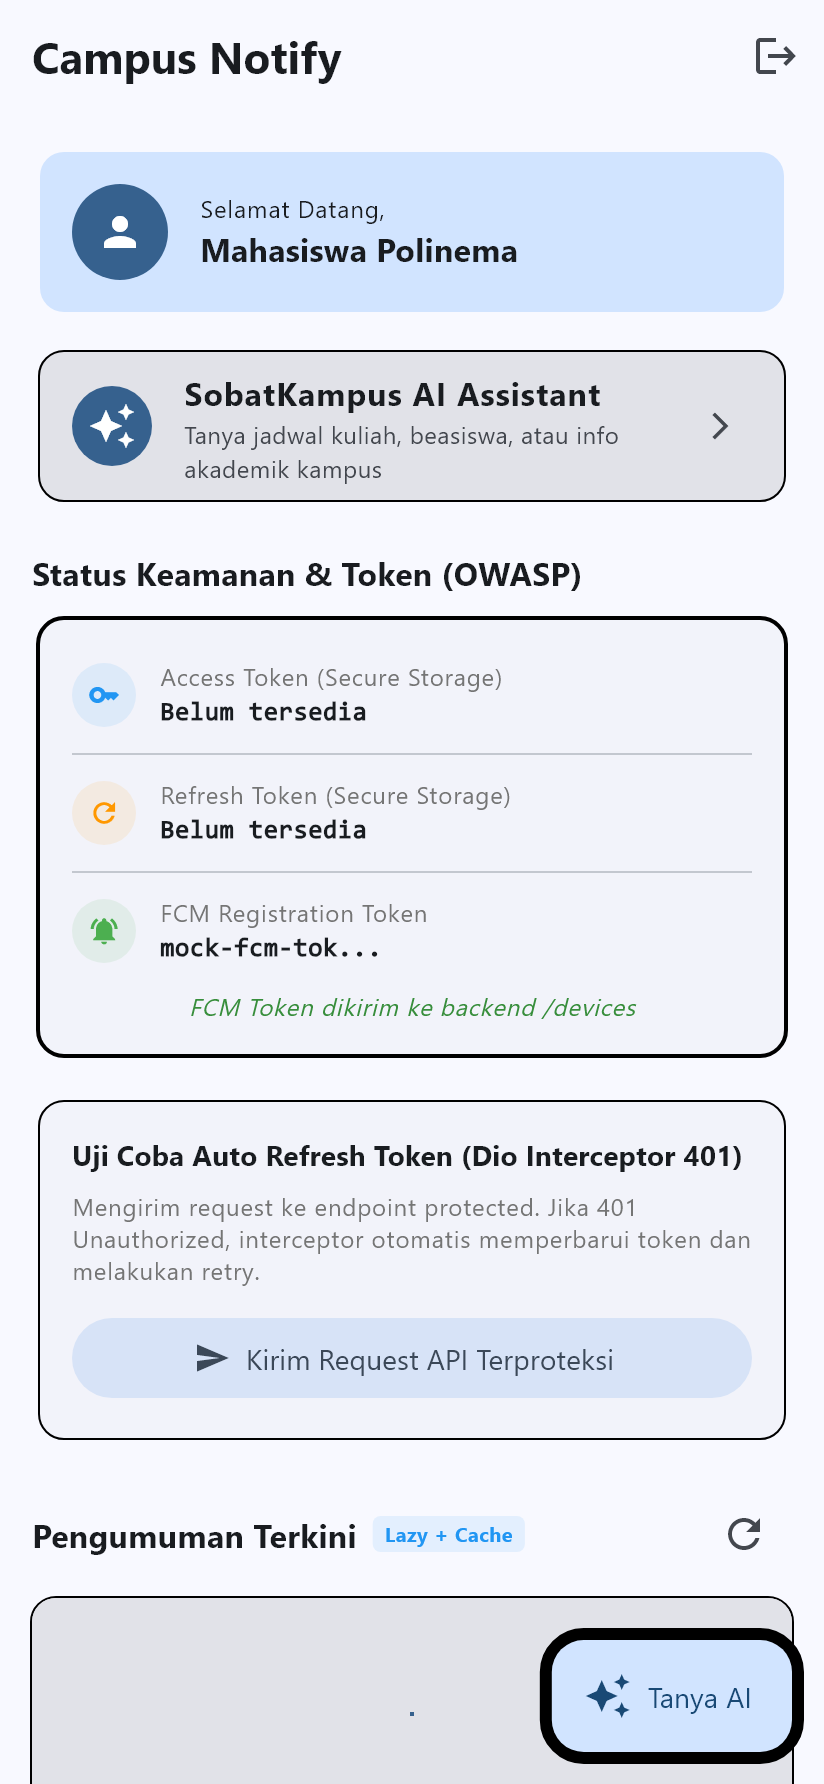 Campus Notify
Selamat Datang,
Mahasiswa Polinema
SobatKampus AI Assistant
Tanya jadwal kuliah, beasiswa, atau info
akademik kampus
Status Keamanan & Token (OWASP)
Access Token (Secure Storage)
Belum tersedia
Refresh Token (Secure Storage)
Belum tersedia
FCM Registration Token
mock-fcm-tok...
FCM Token dikirim ke backend /devices
Uji Coba Auto Refresh Token (Dio Interceptor 401)
Mengirim request ke endpoint protected. Jika 401
Unauthorized, interceptor otomatis memperbarui token dan
melakukan retry.
Kirim Request API Terproteksi
Pengumuman Terkini Lazy + Cache
Tanya AI